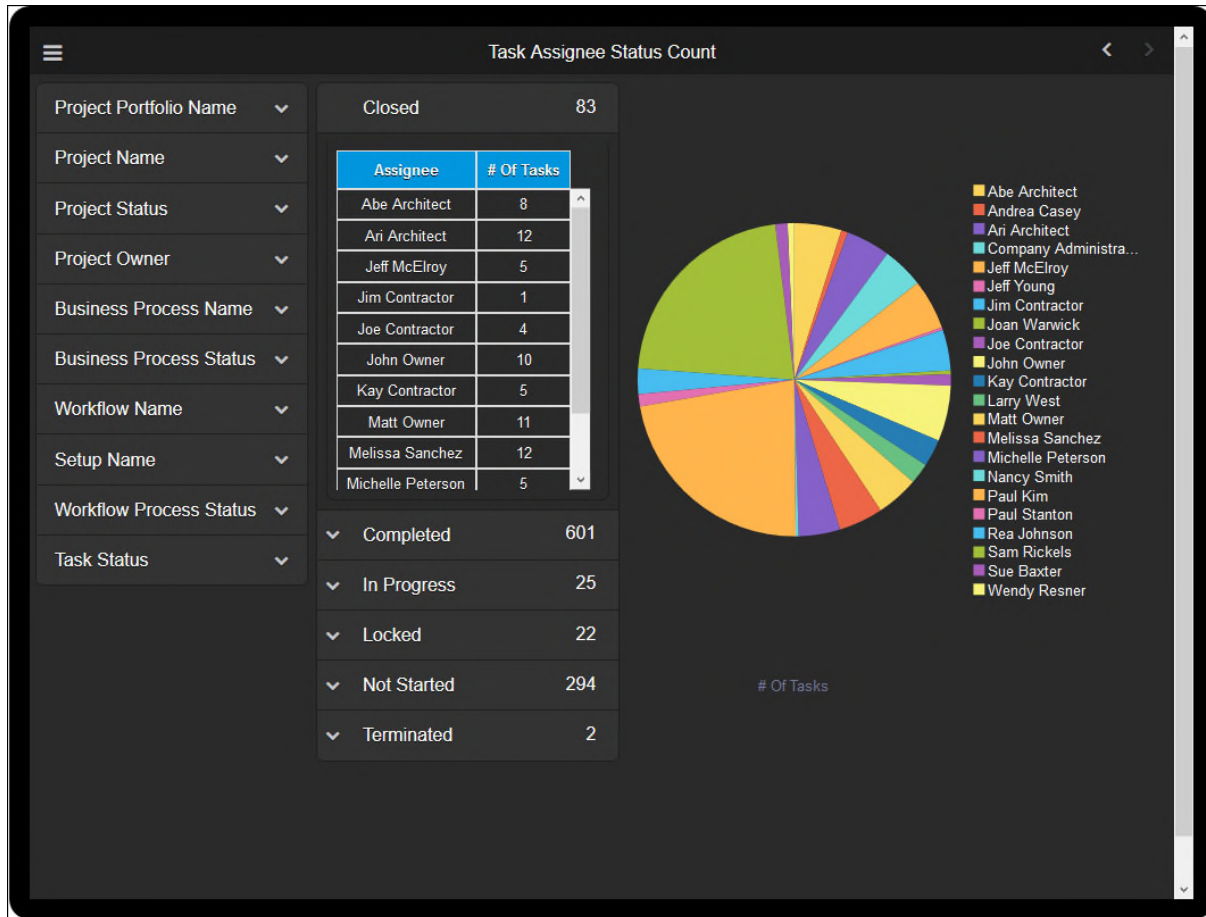 Task Assignee Status Count
Project Portfolio Name
Project Name
Project Status
Project Owner
Business Process Name
Business Process Status
Workflow Name
Setup Name
Workflow Process Status
Task Status
Closed 83
Assignee # Of Tasks
Abe Architect 8
Ari Architect 12
Jeff McElroy 5
Jim Contractor 1
Joe Contractor 4
John Owner 10
Kay Contractor 5
Matt Owner 11
Melissa Sanchez 12
Michelle Peterson 5
Completed 601
In Progress 25
Locked 22
Not Started 294
Terminated 2
Abe Architect
Andrea Casey
Ari Architect
Company Administra...
Jeff McElroy
Jeff Young
Jim Contractor
Joan Warwick
Joe Contractor
John Owner
Kay Contractor
Larry West
Matt Owner
Melissa Sanchez
Michelle Peterson
Nancy Smith
Paul Kim
Paul Stanton
Rea Johnson
Sam Rickels
Sue Baxter
Wendy Resner
# Of Tasks